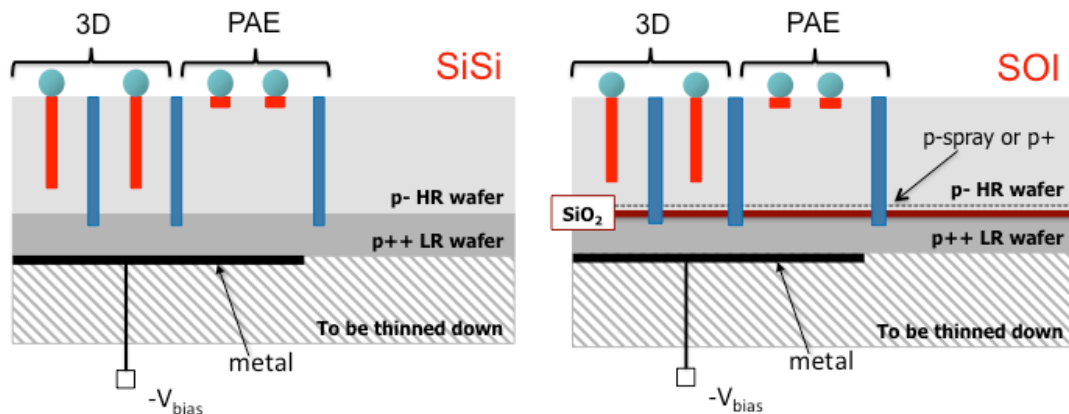 3D
PAE
SiSi
p- HR wafer
p++ LR wafer
To be thinned down
metal
-Vbias
3D
PAE
SOI
p-spray or p+
p- HR wafer
SiO2
p++ LR wafer
To be thinned down
metal
-Vbias